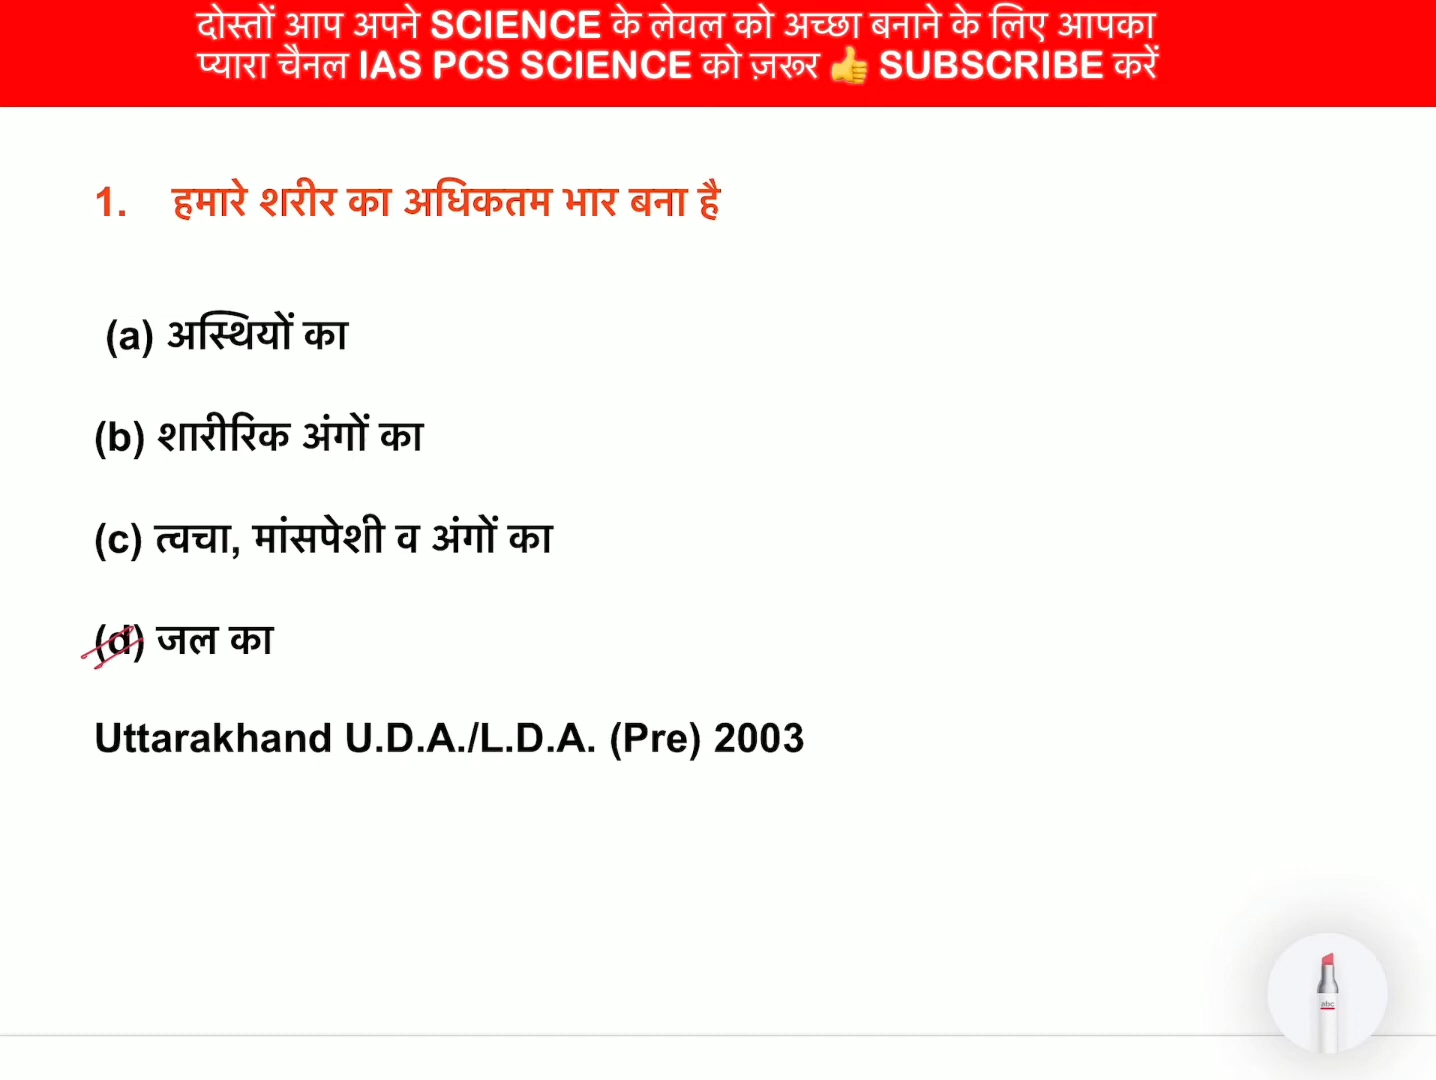 दोस्तों आप अपने SCIENCE के लेवल को अच्छा बनाने के लिए आपका
प्यारा चैनल IAS PCS SCIENCE को ज़रूर 👍 SUBSCRIBE करें
1. हमारे शरीर का अधिकतम भार बना है
(a) अस्थियों का
(b) शारीरिक अंगों का
(c) त्वचा, मांसपेशी व अंगों का
(d) जल का
Uttarakhand U.D.A./L.D.A. (Pre) 2003
abc